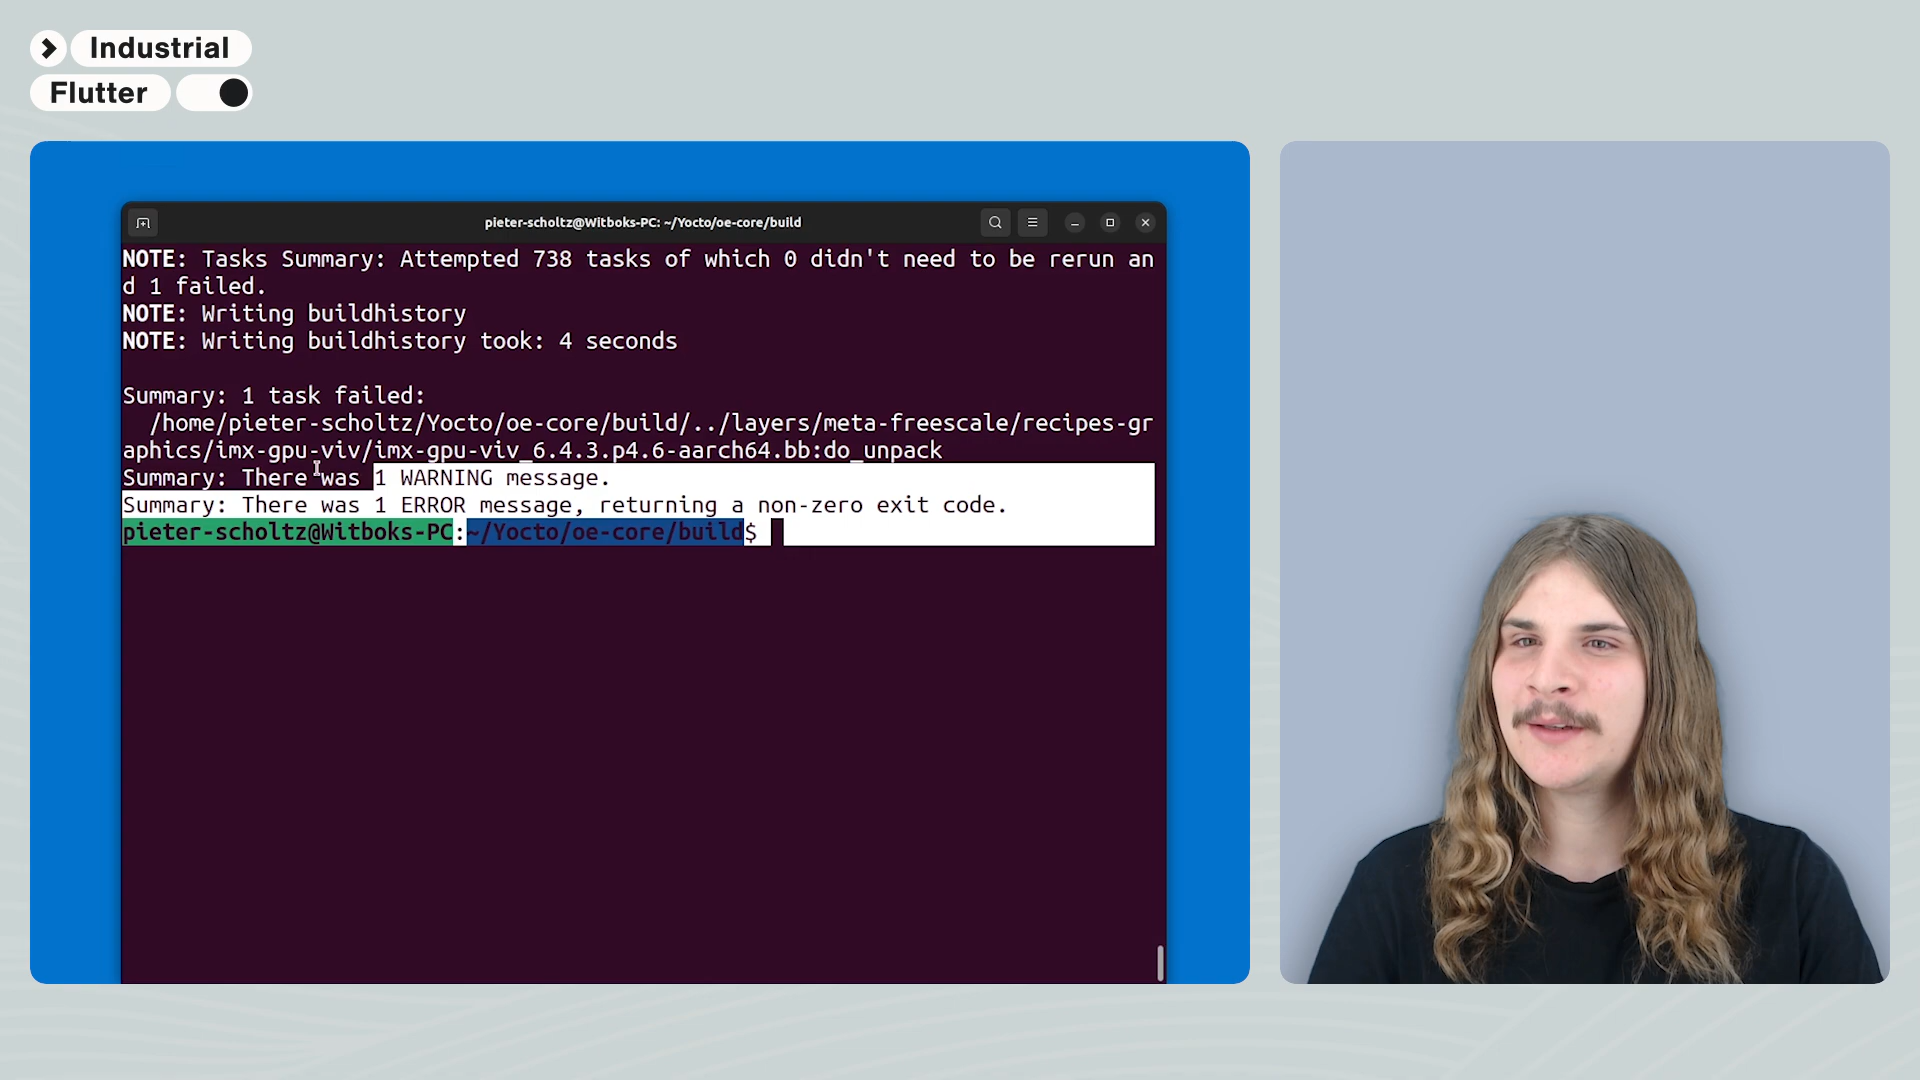 Industrial
Flutter
pieter-scholtz@Witboks-PC: ~/Yocto/oe-core/build
NOTE: Tasks Summary: Attempted 738 tasks of which 0 didn't need to be rerun an
d 1 failed.
NOTE: Writing buildhistory
NOTE: Writing buildhistory took: 4 seconds
Summary: 1 task failed:
/home/pieter-scholtz/Yocto/oe-core/build/../layers/meta-freescale/recipes-gr
aphics/imx-gpu-viv/imx-gpu-viv_6.4.3.p4.6-aarch64.bb:do_unpack
Summary: There was 1 WARNING message.
Summary: There was 1 ERROR message, returning a non-zero exit code.
pieter-scholtz@Witboks-PC:~/Yocto/oe-core/build$